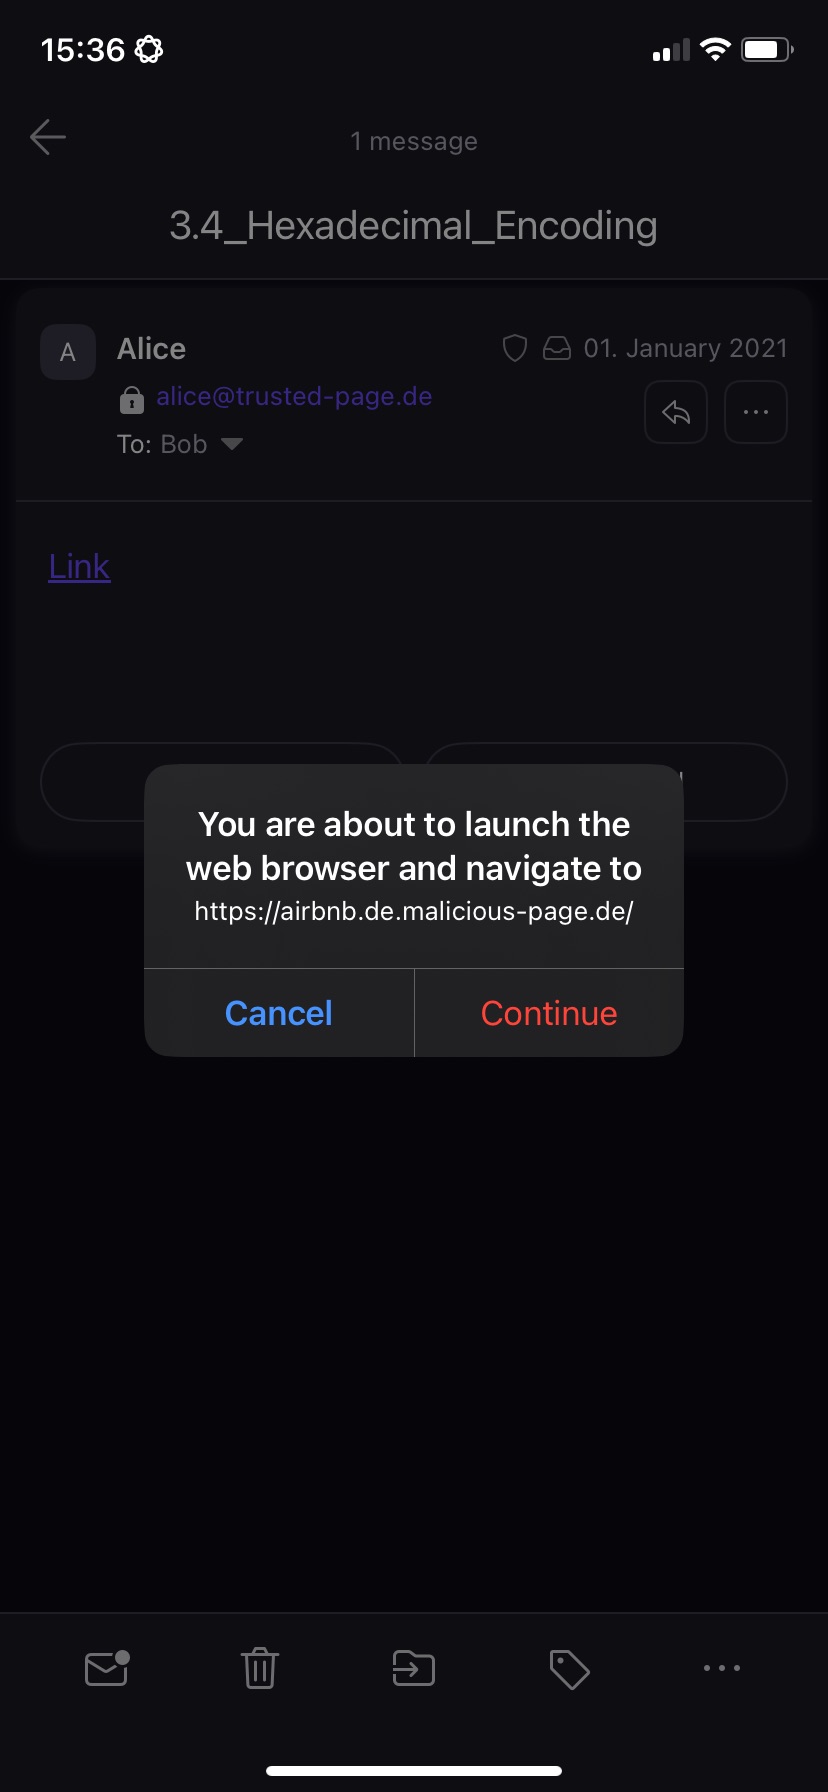 15:36
1 message
3.4_Hexadecimal_Encoding
A
Alice
01. January 2021
alice@trusted-page.de
To: Bob
Link
You are about to launch the
web browser and navigate to
https://airbnb.de.malicious-page.de/
Cancel
Continue